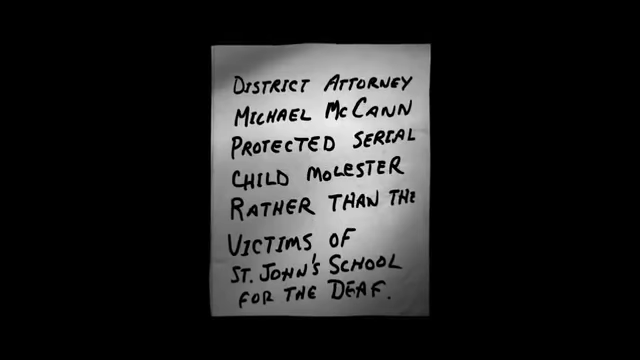 DISTRICT ATTORNEY
MICHAEL McCANN
PROTECTED SERIAL
CHILD MOLESTER
RATHER THAN THE
VICTIMS OF
ST. JOHN'S SCHOOL
FOR THE DEAF.